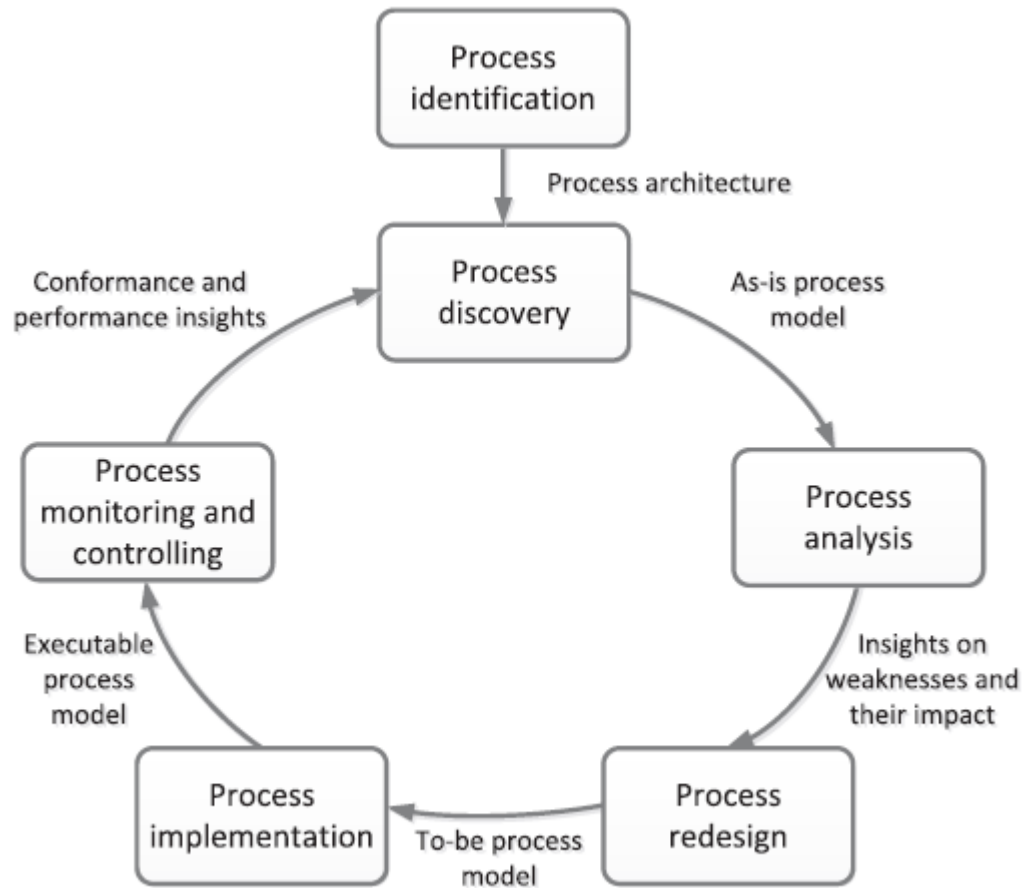 Process
identification
Process architecture
Process
discovery
As-is process
model
Process
analysis
Insights on
weaknesses and
their impact
Process
redesign
To-be process
model
Process
implementation
Executable
process
model
Process
monitoring and
controlling
Conformance and
performance insights